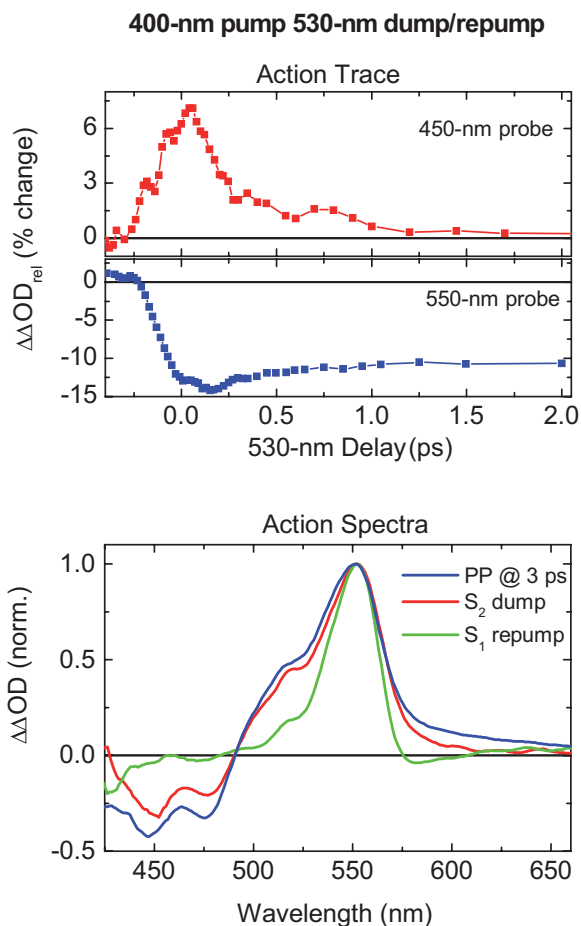 400-nm pump 530-nm dump/repump
Action Trace
6
3
0
450-nm probe
0
-5
-10
-15
550-nm probe
ΔΔOD_rel (% change)
0.0 0.5 1.0 1.5 2.0
530-nm Delay (ps)
Action Spectra
1.0
0.5
0.0
-0.5
PP @ 3 ps
S₂ dump
S₁ repump
ΔΔOD (norm.)
450 500 550 600 650
Wavelength (nm)